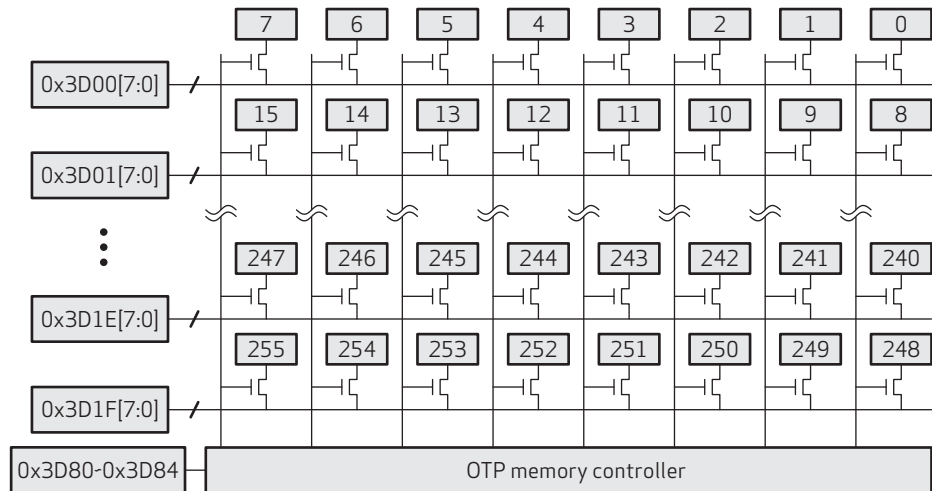 7 6 5 4 3 2 1 0
0x3D00[7:0]
15 14 13 12 11 10 9 8
0x3D01[7:0]
247 246 245 244 243 242 241 240
0x3D1E[7:0]
255 254 253 252 251 250 249 248
0x3D1F[7:0]
0x3D80-0x3D84 OTP memory controller